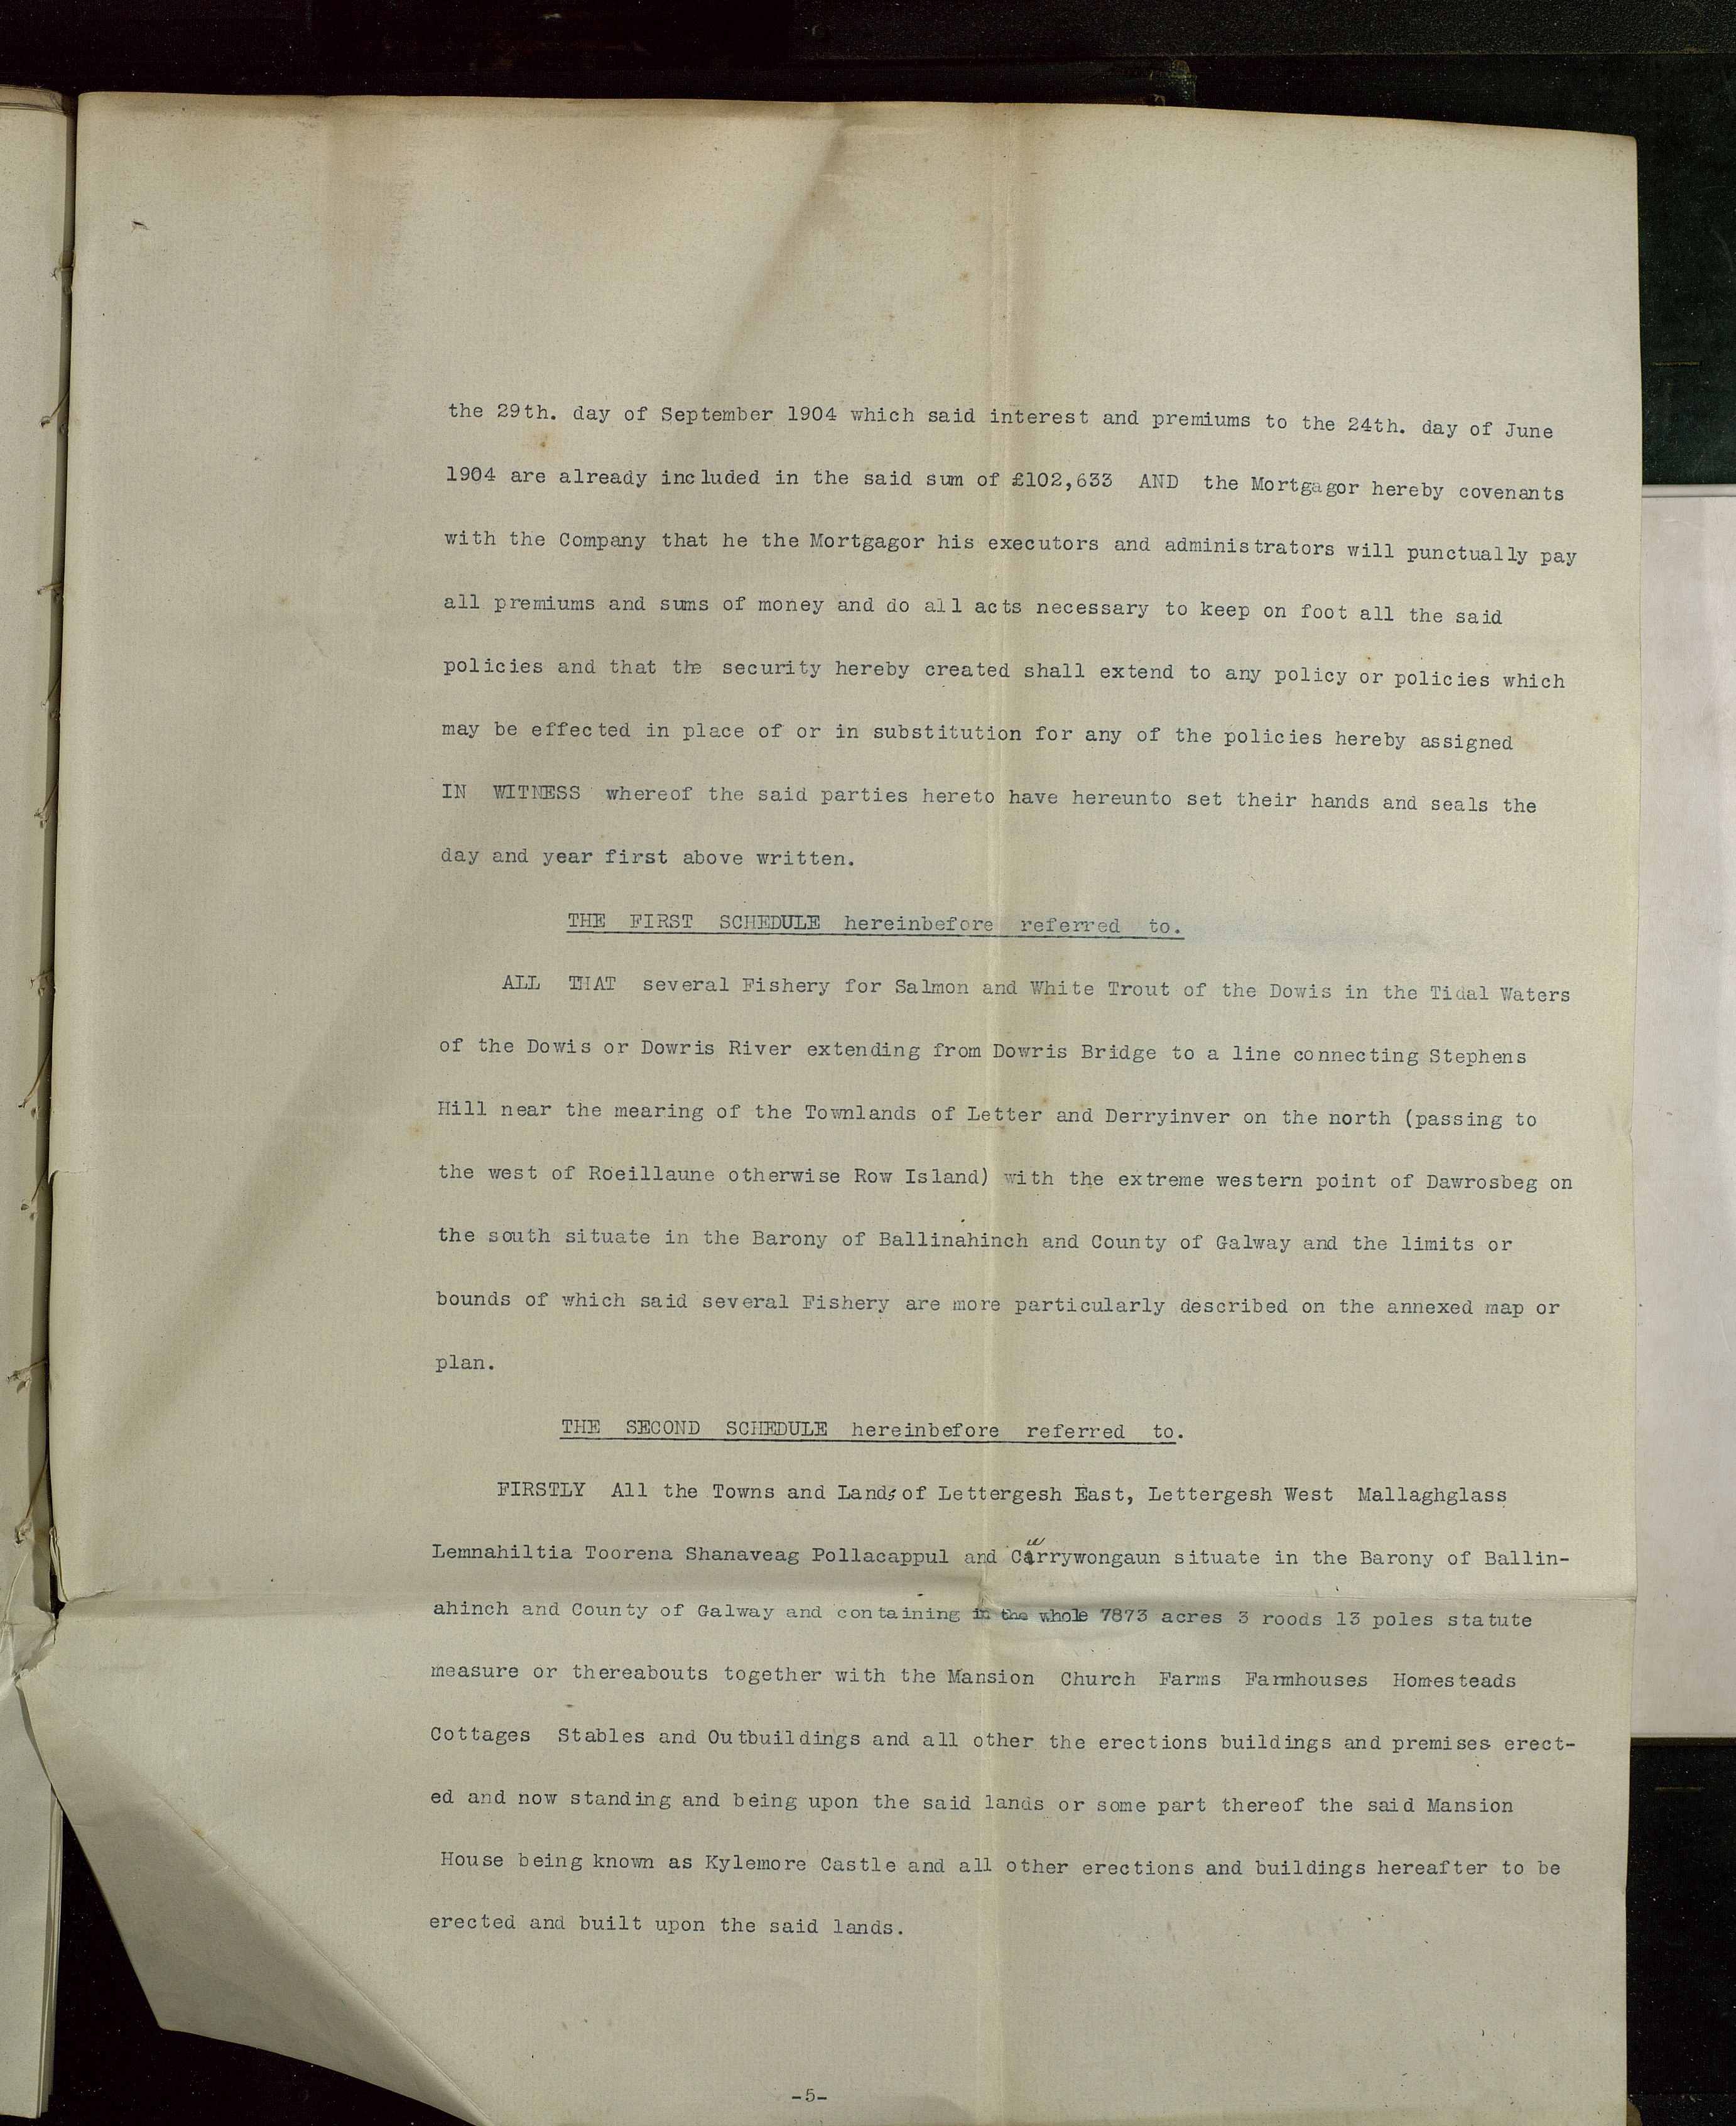 the 29th. day of September 1904 which said interest and premiums to the 24th. day of June
1904 are already included in the said sum of £102,633 AND the Mortgagor hereby covenants
with the Company that he the Mortgagor his executors and administrators will punctually pay
all premiums and sums of money and do all acts necessary to keep on foot all the said
policies and that the security hereby created shall extend to any policy or policies which
may be effected in place of or in substitution for any of the policies hereby assigned
IN WITNESS whereof the said parties hereto have hereunto set their hands and seals the
day and year first above written.
THE FIRST SCHEDULE hereinbefore referred to.
ALL THAT several Fishery for Salmon and White Trout of the Dowis in the Tidal Waters
of the Dowis or Dowris River extending from Dowris Bridge to a line connecting Stephens
Hill near the mearing of the Townlands of Letter and Derryinver on the north (passing to
the west of Roeillaune otherwise Row Island) with the extreme western point of Dawrosbeg on
the south situate in the Barony of Ballinahinch and County of Galway and the limits or
bounds of which said several Fishery are more particularly described on the annexed map or
plan.
THE SECOND SCHEDULE hereinbefore referred to.
FIRSTLY All the Towns and Lands of Lettergesh East, Lettergesh West Mallaghglass
Lemnahiltia Toorena Shanaveag Pollacappul and Currywongaun situate in the Barony of Ballin-
ahinch and County of Galway and containing in the whole 7873 acres 3 roods 13 poles statute
measure or thereabouts together with the Mansion Church Farms Farmhouses Homesteads
Cottages Stables and Outbuildings and all other the erections buildings and premises erect-
ed and now standing and being upon the said lands or some part thereof the said Mansion
House being known as Kylemore Castle and all other erections and buildings hereafter to be
erected and built upon the said lands.
-5-